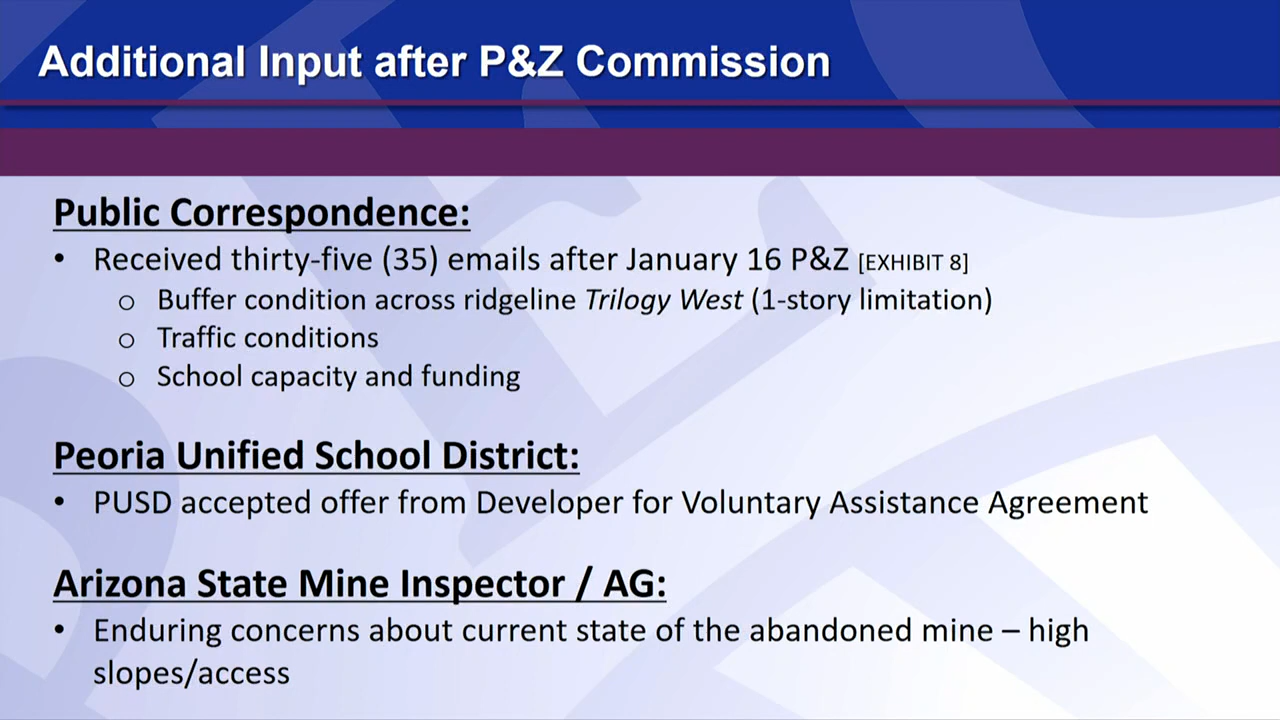 Additional Input after P&Z Commission
Public Correspondence:
• Received thirty-five (35) emails after January 16 P&Z [EXHIBIT 8]
o Buffer condition across ridgeline Trilogy West (1-story limitation)
o Traffic conditions
o School capacity and funding
Peoria Unified School District:
• PUSD accepted offer from Developer for Voluntary Assistance Agreement
Arizona State Mine Inspector / AG:
• Enduring concerns about current state of the abandoned mine – high
slopes/access